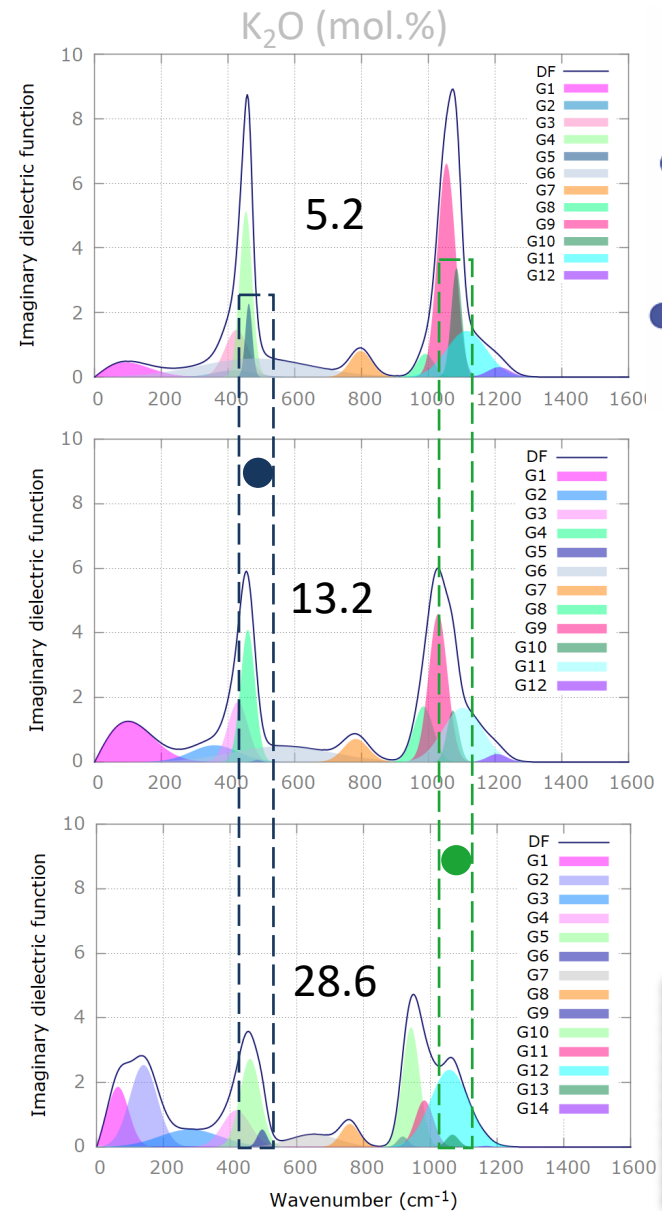 K₂O (mol.%)
10
8
6
4
2
0
Imaginary dielectric function
5.2
DF
G1
G2
G3
G4
G5
G6
G7
G8
G9
G10
G11
G12
0 200 400 600 800 1000 1200 1400 1600
10
8
6
4
2
0
Imaginary dielectric function
13.2
DF
G1
G2
G3
G4
G5
G6
G7
G8
G9
G10
G11
G12
0 200 400 600 800 1000 1200 1400 1600
10
8
6
4
2
0
Imaginary dielectric function
28.6
DF
G1
G2
G3
G4
G5
G6
G7
G8
G9
G10
G11
G12
G13
G14
0 200 400 600 800 1000 1200 1400 1600
Wavenumber (cm⁻¹)